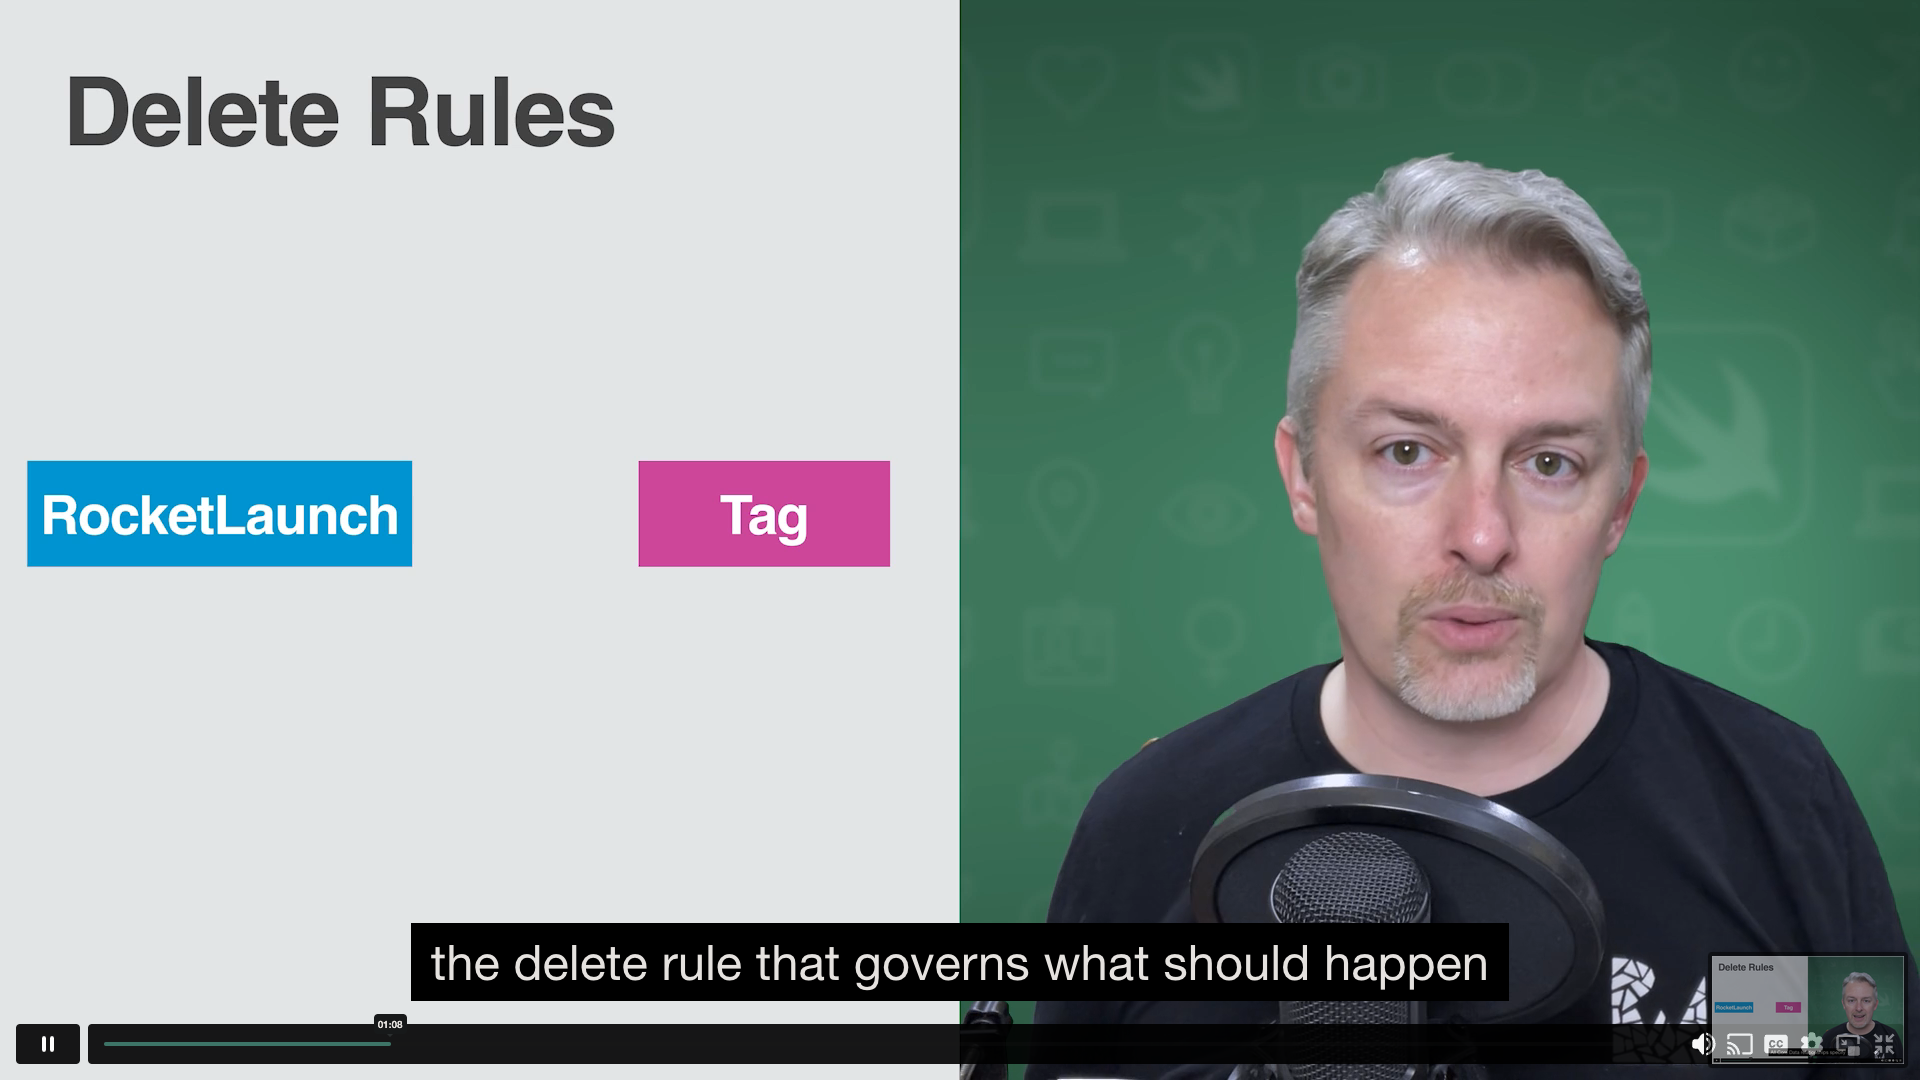 Delete Rules
RocketLaunch
Tag
the delete rule that governs what should happen
01:08
Delete Rules
RocketLaunch
Tag
CC